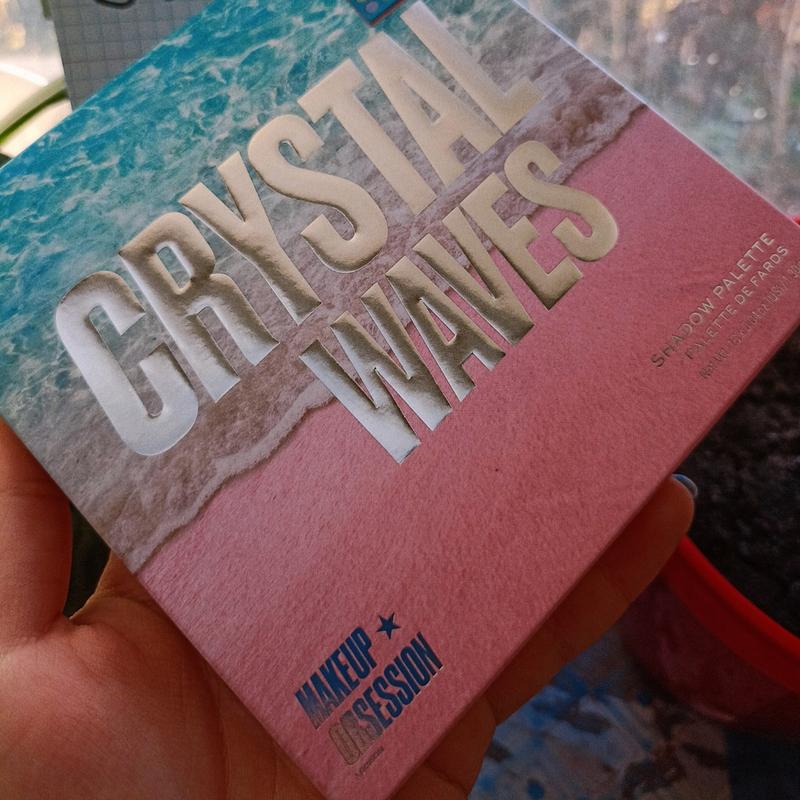 CRYSTAL
WAVES
SHADOW PALETTE
PALETTE DE FARDS
MAKEUP
OBSESSION